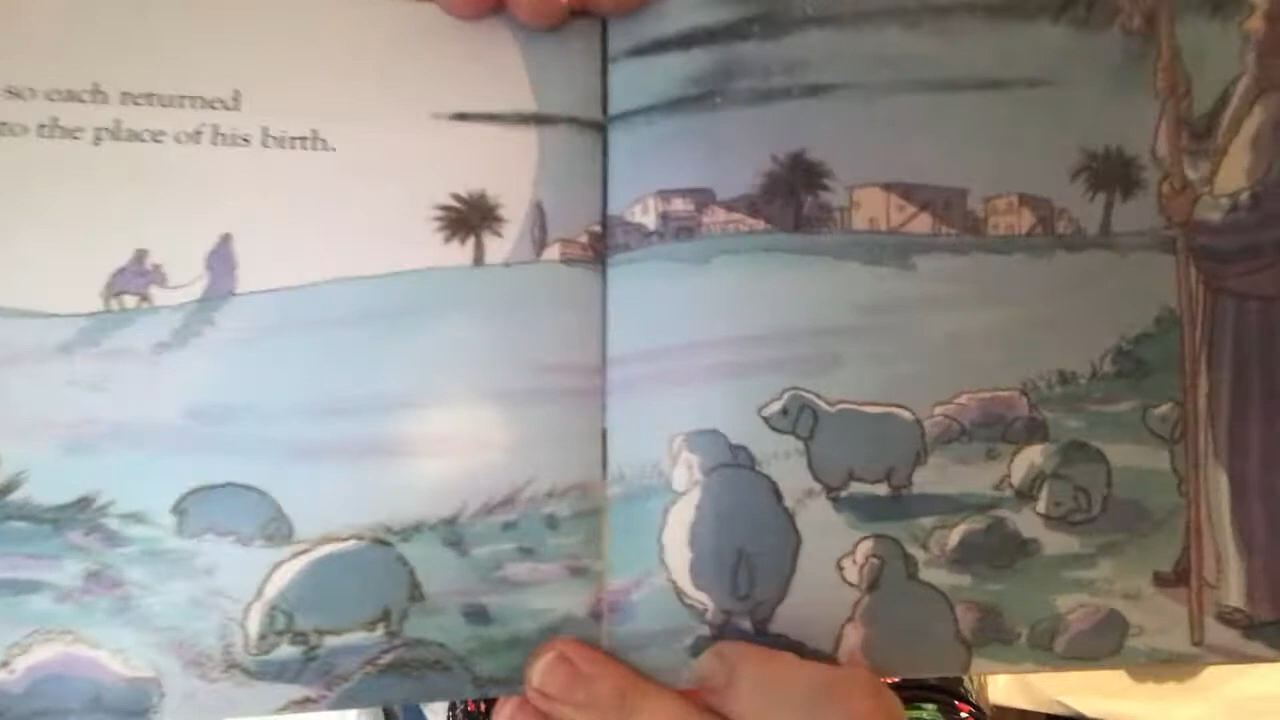 so each returned
to the place of his birth.